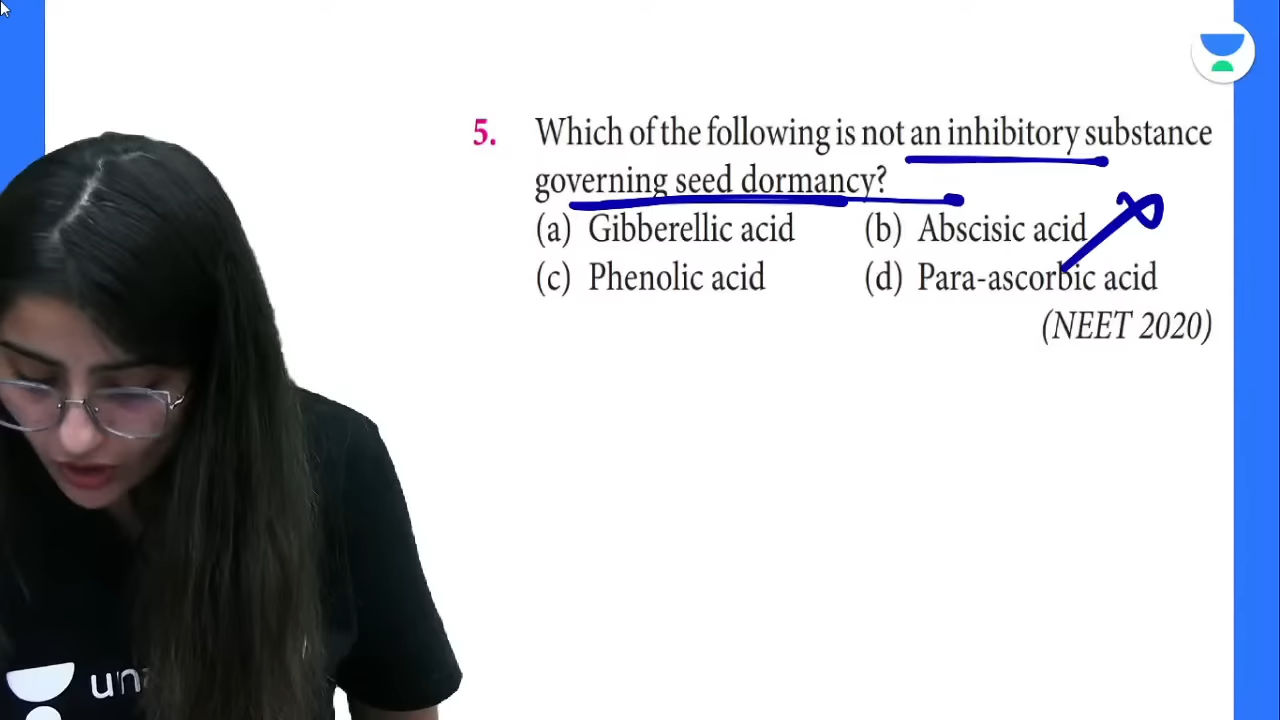 5. Which of the following is not an inhibitory substance
governing seed dormancy?
(a) Gibberellic acid (b) Abscisic acid
(c) Phenolic acid (d) Para-ascorbic acid
(NEET 2020)